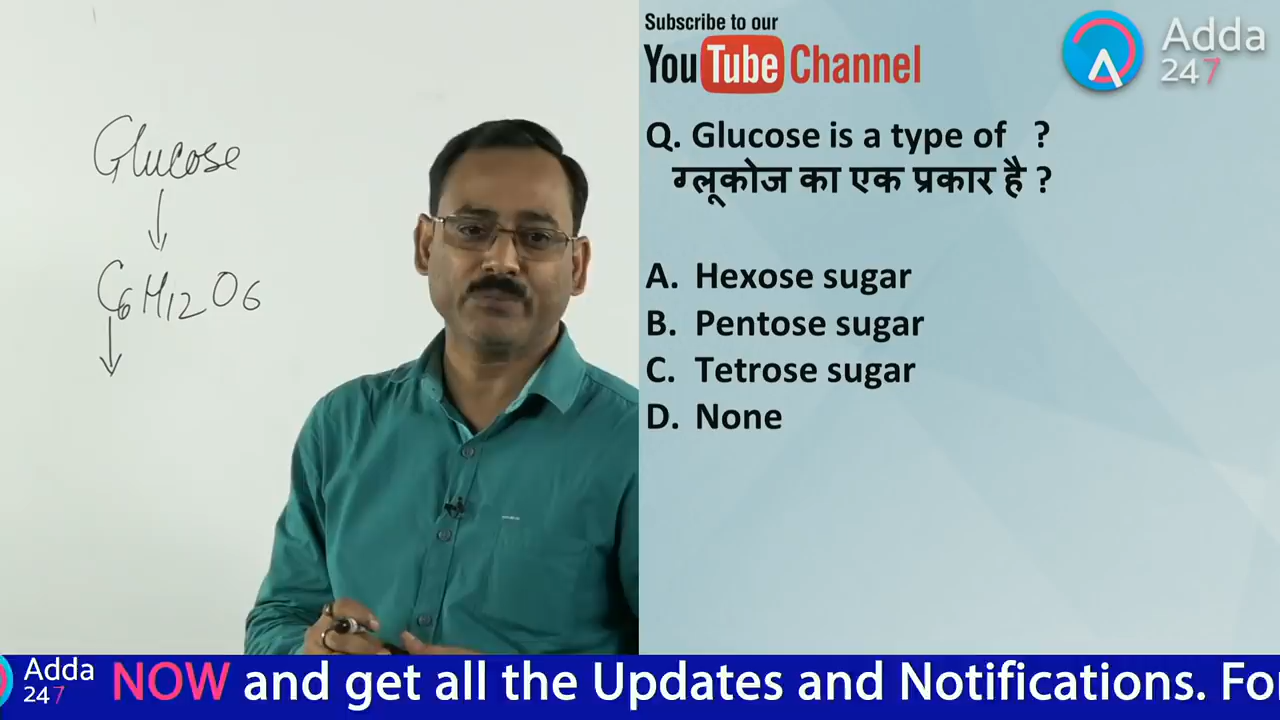 Subscribe to our
YouTube Channel
Adda
247
Glucose
C6H12O6
Q. Glucose is a type of ?
ग्लूकोज का एक प्रकार है ?
A. Hexose sugar
B. Pentose sugar
C. Tetrose sugar
D. None
Adda
247
NOW and get all the Updates and Notifications. For